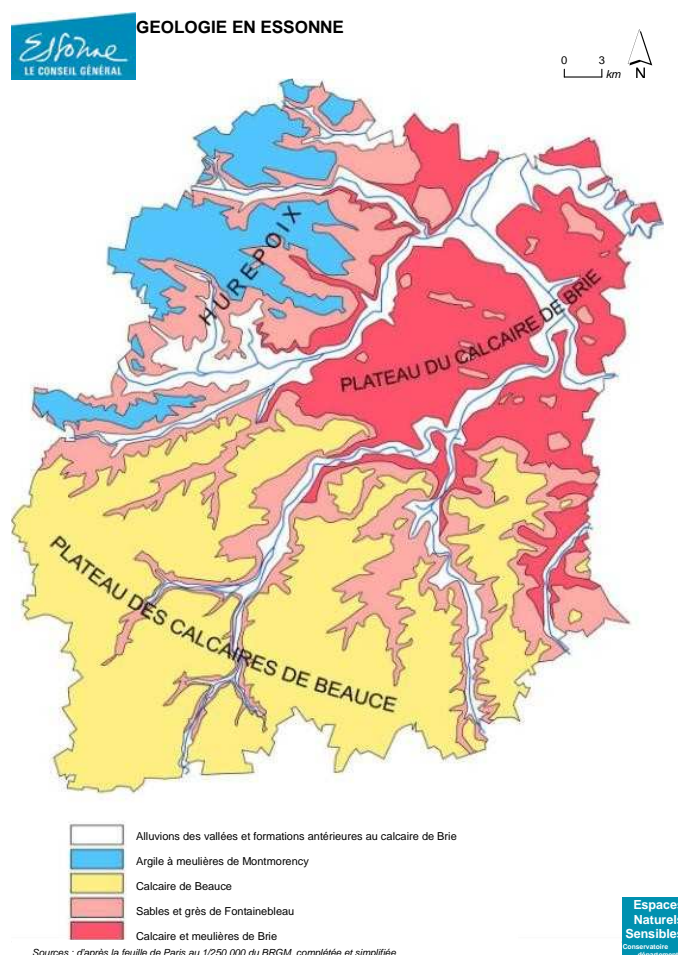 GEOLOGIE EN ESSONNE
Essonne
LE CONSEIL GÉNÉRAL
0 3
km N
HUREPOIX
PLATEAU DU CALCAIRE DE BRIE
PLATEAU DES CALCAIRES DE BEAUCE
Alluvions des vallées et formations antérieures au calcaire de Brie
Argile à meulières de Montmorency
Calcaire de Beauce
Sables et grès de Fontainebleau
Calcaire et meulières de Brie
Espaces
Naturels
Sensibles
Conservatoire
Sources : d'après la feuille de Paris au 1/250 000 du BRGM, complétée et simplifiée